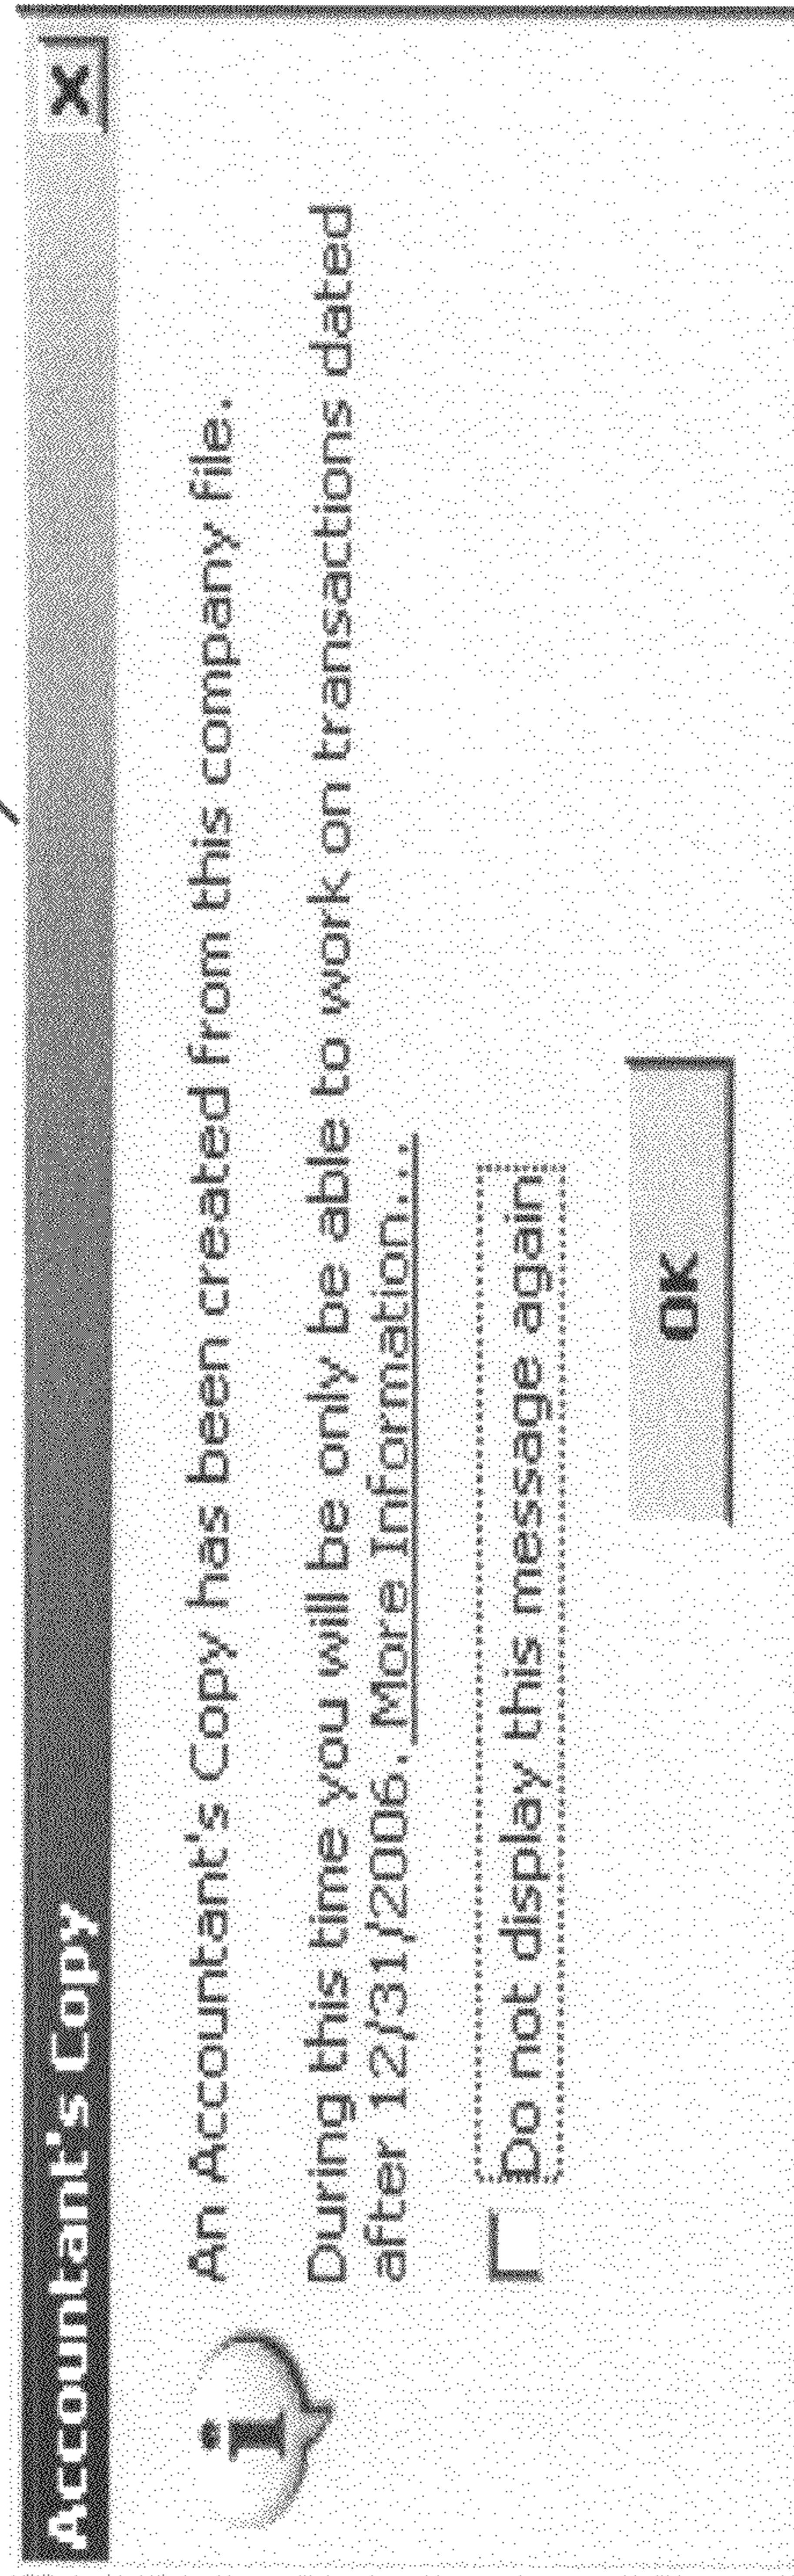 Accountant's Copy
An Accountant's Copy has been created from this company file.
During this time you will be only be able to work on transactions dated
after 12/31/2006. More Information...
Do not display this message again
OK